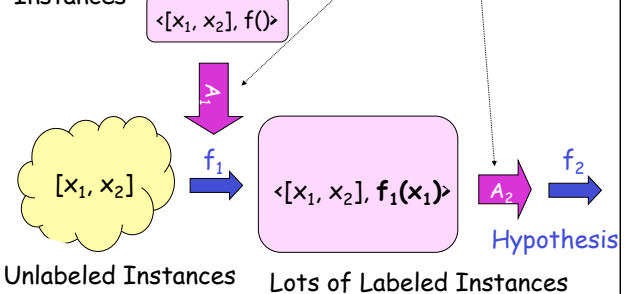 Instances
<[x₁, x₂], f()>
A₁
f₁
f₂
[x₁, x₂]
<[x₁, x₂], f₁(x₁)>
A₂
Hypothesis
Unlabeled Instances
Lots of Labeled Instances